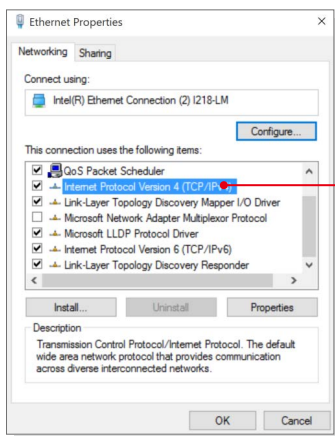 Ethernet Properties
Networking
Sharing
Connect using:
Intel(R) Ethernet Connection (2) I218-LM
Configure...
This connection uses the following items:
QoS Packet Scheduler
Internet Protocol Version 4 (TCP/IPv4)
Link-Layer Topology Discovery Mapper I/O Driver
Microsoft Network Adapter Multiplexor Protocol
Microsoft LLDP Protocol Driver
Internet Protocol Version 6 (TCP/IPv6)
Link-Layer Topology Discovery Responder
Install...
Uninstall
Properties
Description
Transmission Control Protocol/Internet Protocol. The default
wide area network protocol that provides communication
across diverse interconnected networks.
OK
Cancel